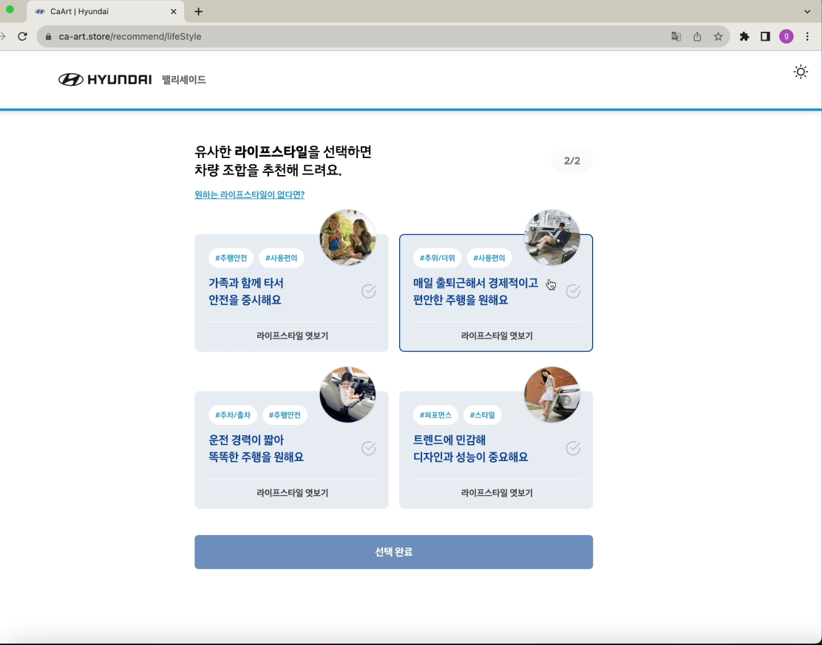 CaArt | Hyundai
ca-art.store/recommend/lifeStyle
g
HYUNDAI 팰리세이드
유사한 라이프스타일을 선택하면
차량 조합을 추천해 드려요.
2/2
원하는 라이프스타일이 없다면?
#주행안전 #사용편의
가족과 함께 타서
안전을 중시해요
라이프스타일 엿보기
#추위/더위 #사용편의
매일 출퇴근해서 경제적이고
편안한 주행을 원해요
라이프스타일 엿보기
#주차/출차 #주행안전
운전 경력이 짧아
똑똑한 주행을 원해요
라이프스타일 엿보기
#퍼포먼스 #스타일
트렌드에 민감해
디자인과 성능이 중요해요
라이프스타일 엿보기
선택 완료